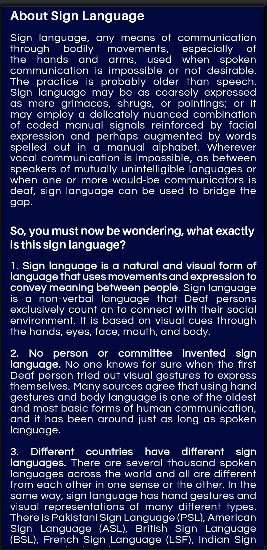 About Sign Language
Sign language, any means of communication
through bodily movements, especially of
the hands and arms, used when spoken
communication is impossible or not desirable.
The practice is probably older than speech.
Sign language may be as coarsely expressed
as mere grimaces, shrugs, or pointings; or it
may employ a delicately nuanced combination
of coded manual signals reinforced by facial
expression and perhaps augmented by words
spelled out in a manual alphabet. Wherever
vocal communication is impossible, as between
speakers of mutually unintelligible languages or
when one or more would-be communicators is
deaf, sign language can be used to bridge the
gap.
So, you must now be wondering, what exactly
is this sign language?
1. Sign language is a natural and visual form of
language that uses movements and expression to
convey meaning between people. Sign language
is a non-verbal language that Deaf persons
exclusively count on to connect with their social
environment. It is based on visual cues through
the hands, eyes, face, mouth, and body.
2. No person or committee invented sign
language. No one knows for sure when the first
Deaf person tried out visual gestures to express
themselves. Many sources agree that using hand
gestures and body language is one of the oldest
and most basic forms of human communication,
and it has been around just as long as spoken
language.
3. Different countries have different sign
languages. There are several thousand spoken
languages across the world and all are different
from each other in one sense or the other. In the
same way, sign language has hand gestures and
visual representations of many different types.
There is Pakistani Sign Language (PSL), American
Sign Language (ASL), British Sign Language
(BSL), French Sign Language (LSF), Indian Sign